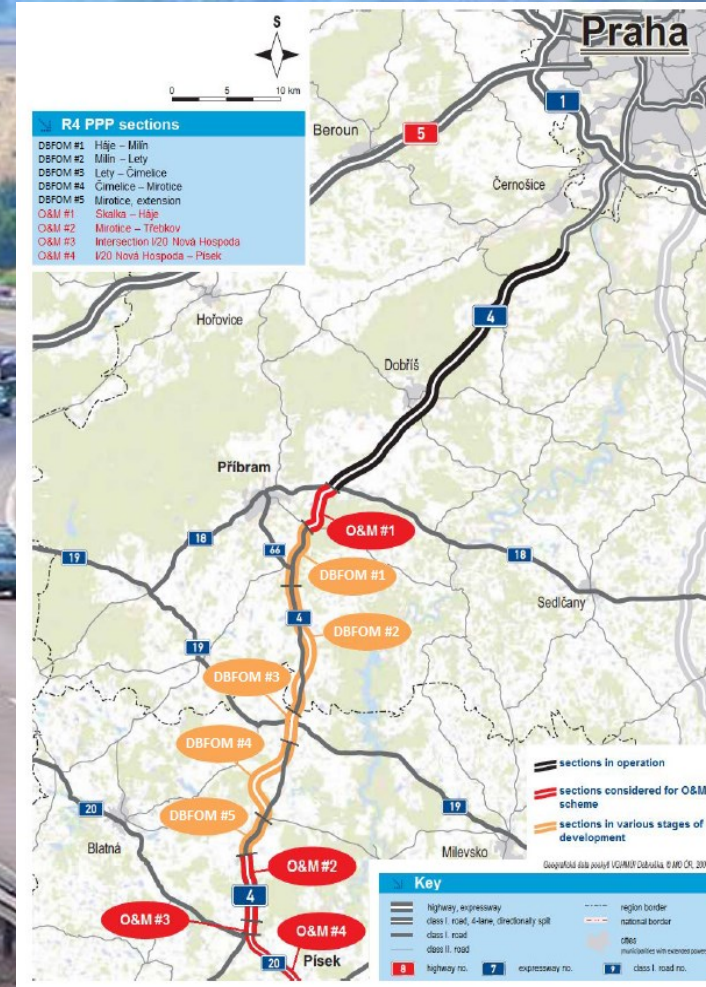 S
0 5 10 km
Praha
R4 PPP sections
DBFOM #1 Háje – Milín
DBFOM #2 Milín – Lety
DBFOM #3 Lety – Čimelice
DBFOM #4 Čimelice – Mirotice
DBFOM #5 Mirotice, extension
O&M #1 Skalka – Háje
O&M #2 Mirotice – Třebkov
O&M #3 Intersection I/20 Nová Hospoda
O&M #4 I/20 Nová Hospoda – Písek
1
Beroun
5
Černošice
4
Hořovice
Dobříš
Příbram
O&M #1
18
66
19
18
DBFOM #1
Sedlčany
4
DBFOM #2
19
DBFOM #3
DBFOM #4
sections in operation
sections considered for O&M
scheme
sections in various stages of
development
20
19
DBFOM #5
Blatná
Milevsko
O&M #2
4
O&M #3
O&M #4
20
Písek
Key
highway, expressway
class I. road, 4-lane, directionally split
class I. road
class II. road
region border
national border
cities
8 highway no. 7 expressway no. 9 class I. road no.